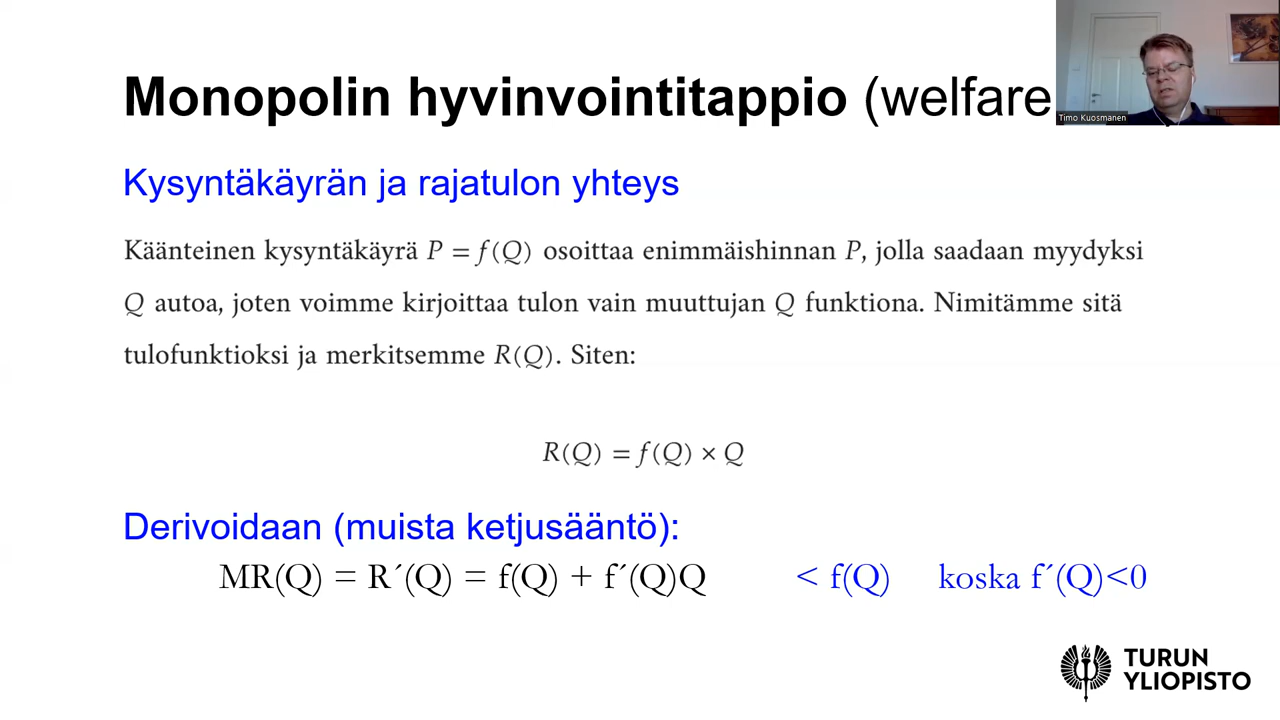 Monopolin hyvinvointitappio (welfare
Timo Kuosmanen
Kysyntäkäyrän ja rajatulon yhteys
Käänteinen kysyntäkäyrä P = f(Q) osoittaa enimmäishinnan P, jolla saadaan myydyksi
Q autoa, joten voimme kirjoittaa tulon vain muuttujan Q funktiona. Nimitämme sitä
tulofunktioksi ja merkitsemme R(Q). Siten:
R(Q) = f(Q) × Q
Derivoidaan (muista ketjusääntö):
MR(Q) = R´(Q) = f(Q) + f´(Q)Q < f(Q) koska f´(Q)<0
TURUN
YLIOPISTO